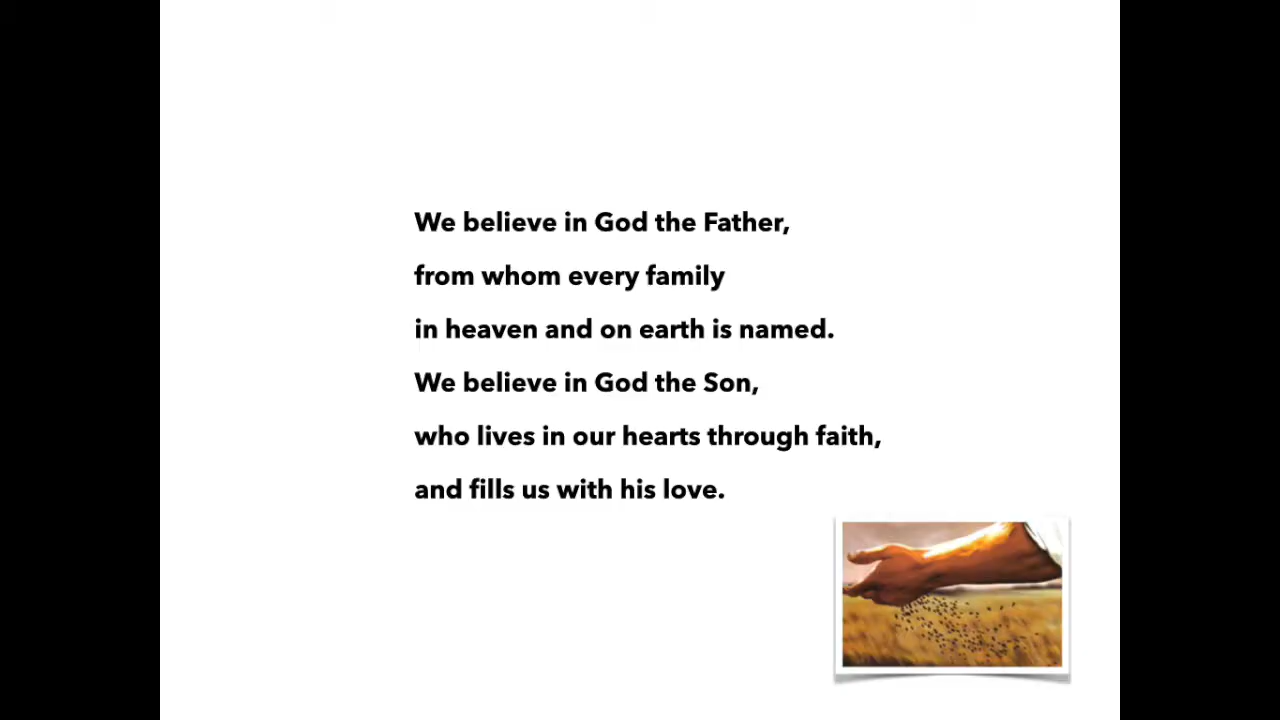 We believe in God the Father,
from whom every family
in heaven and on earth is named.
We believe in God the Son,
who lives in our hearts through faith,
and fills us with his love.